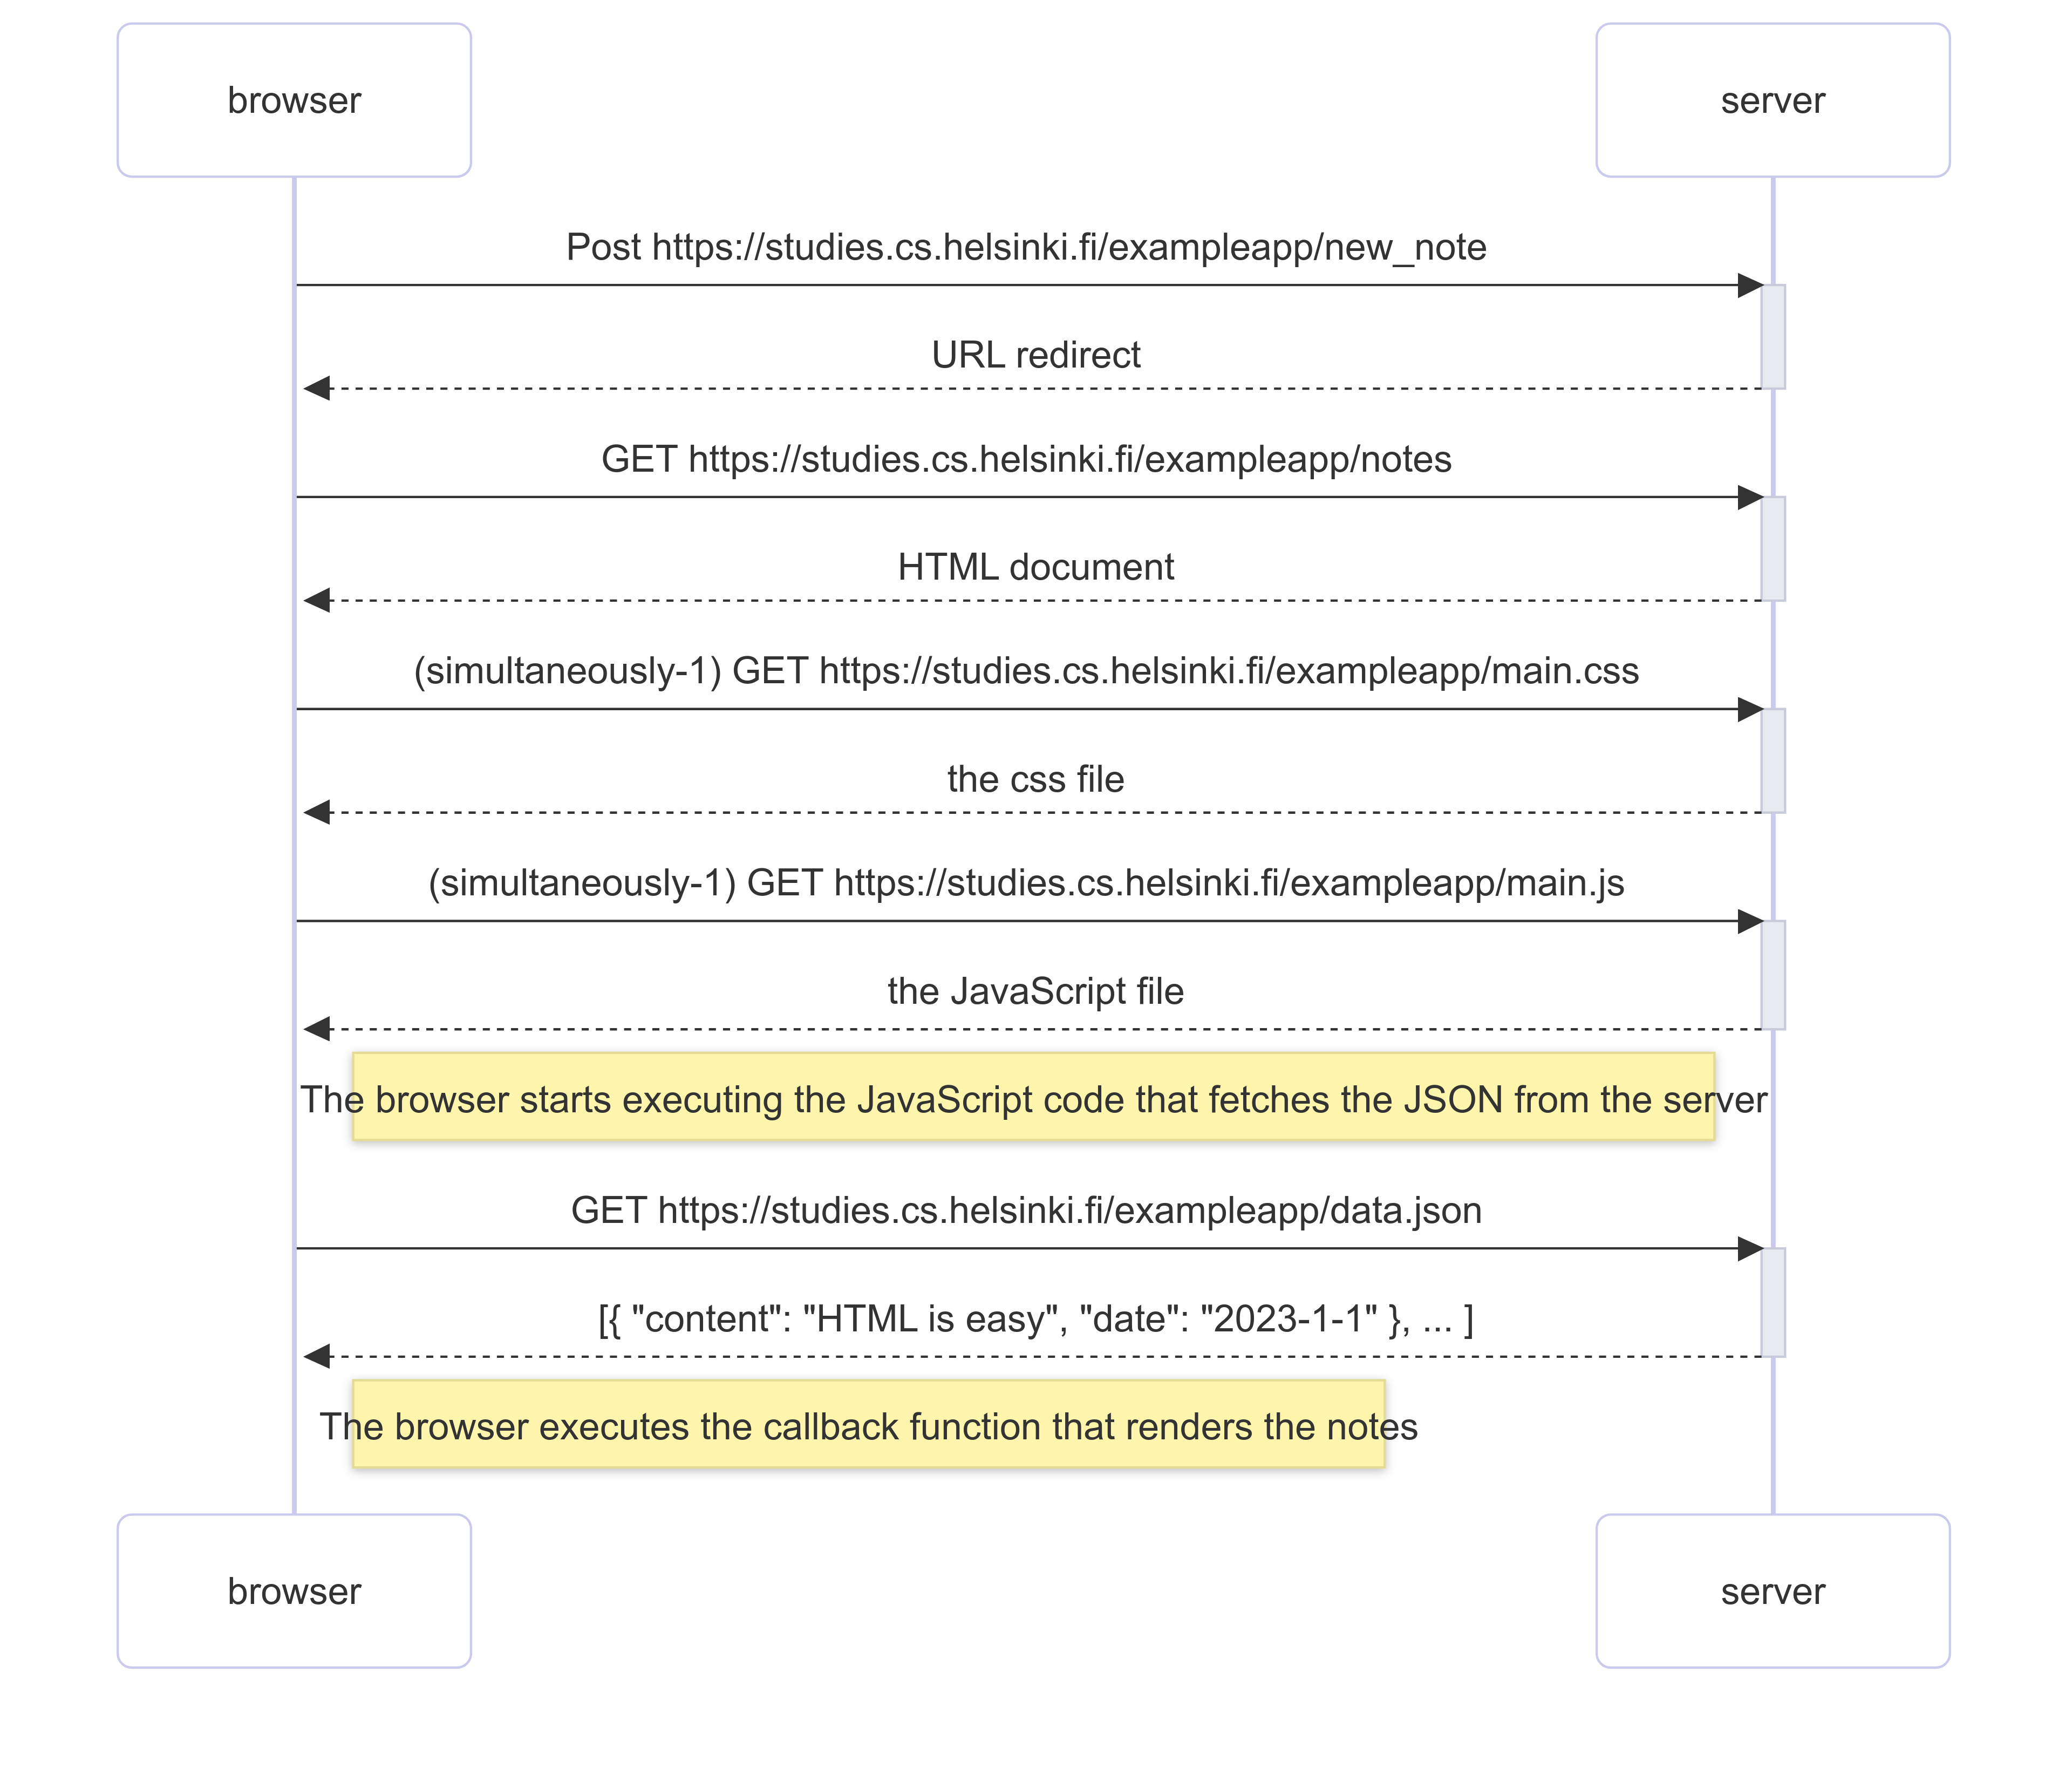 browser
server
Post https://studies.cs.helsinki.fi/exampleapp/new_note
URL redirect
GET https://studies.cs.helsinki.fi/exampleapp/notes
HTML document
(simultaneously-1) GET https://studies.cs.helsinki.fi/exampleapp/main.css
the css file
(simultaneously-1) GET https://studies.cs.helsinki.fi/exampleapp/main.js
the JavaScript file
The browser starts executing the JavaScript code that fetches the JSON from the server
GET https://studies.cs.helsinki.fi/exampleapp/data.json
[{ "content": "HTML is easy", "date": "2023-1-1" }, ... ]
The browser executes the callback function that renders the notes
browser
server